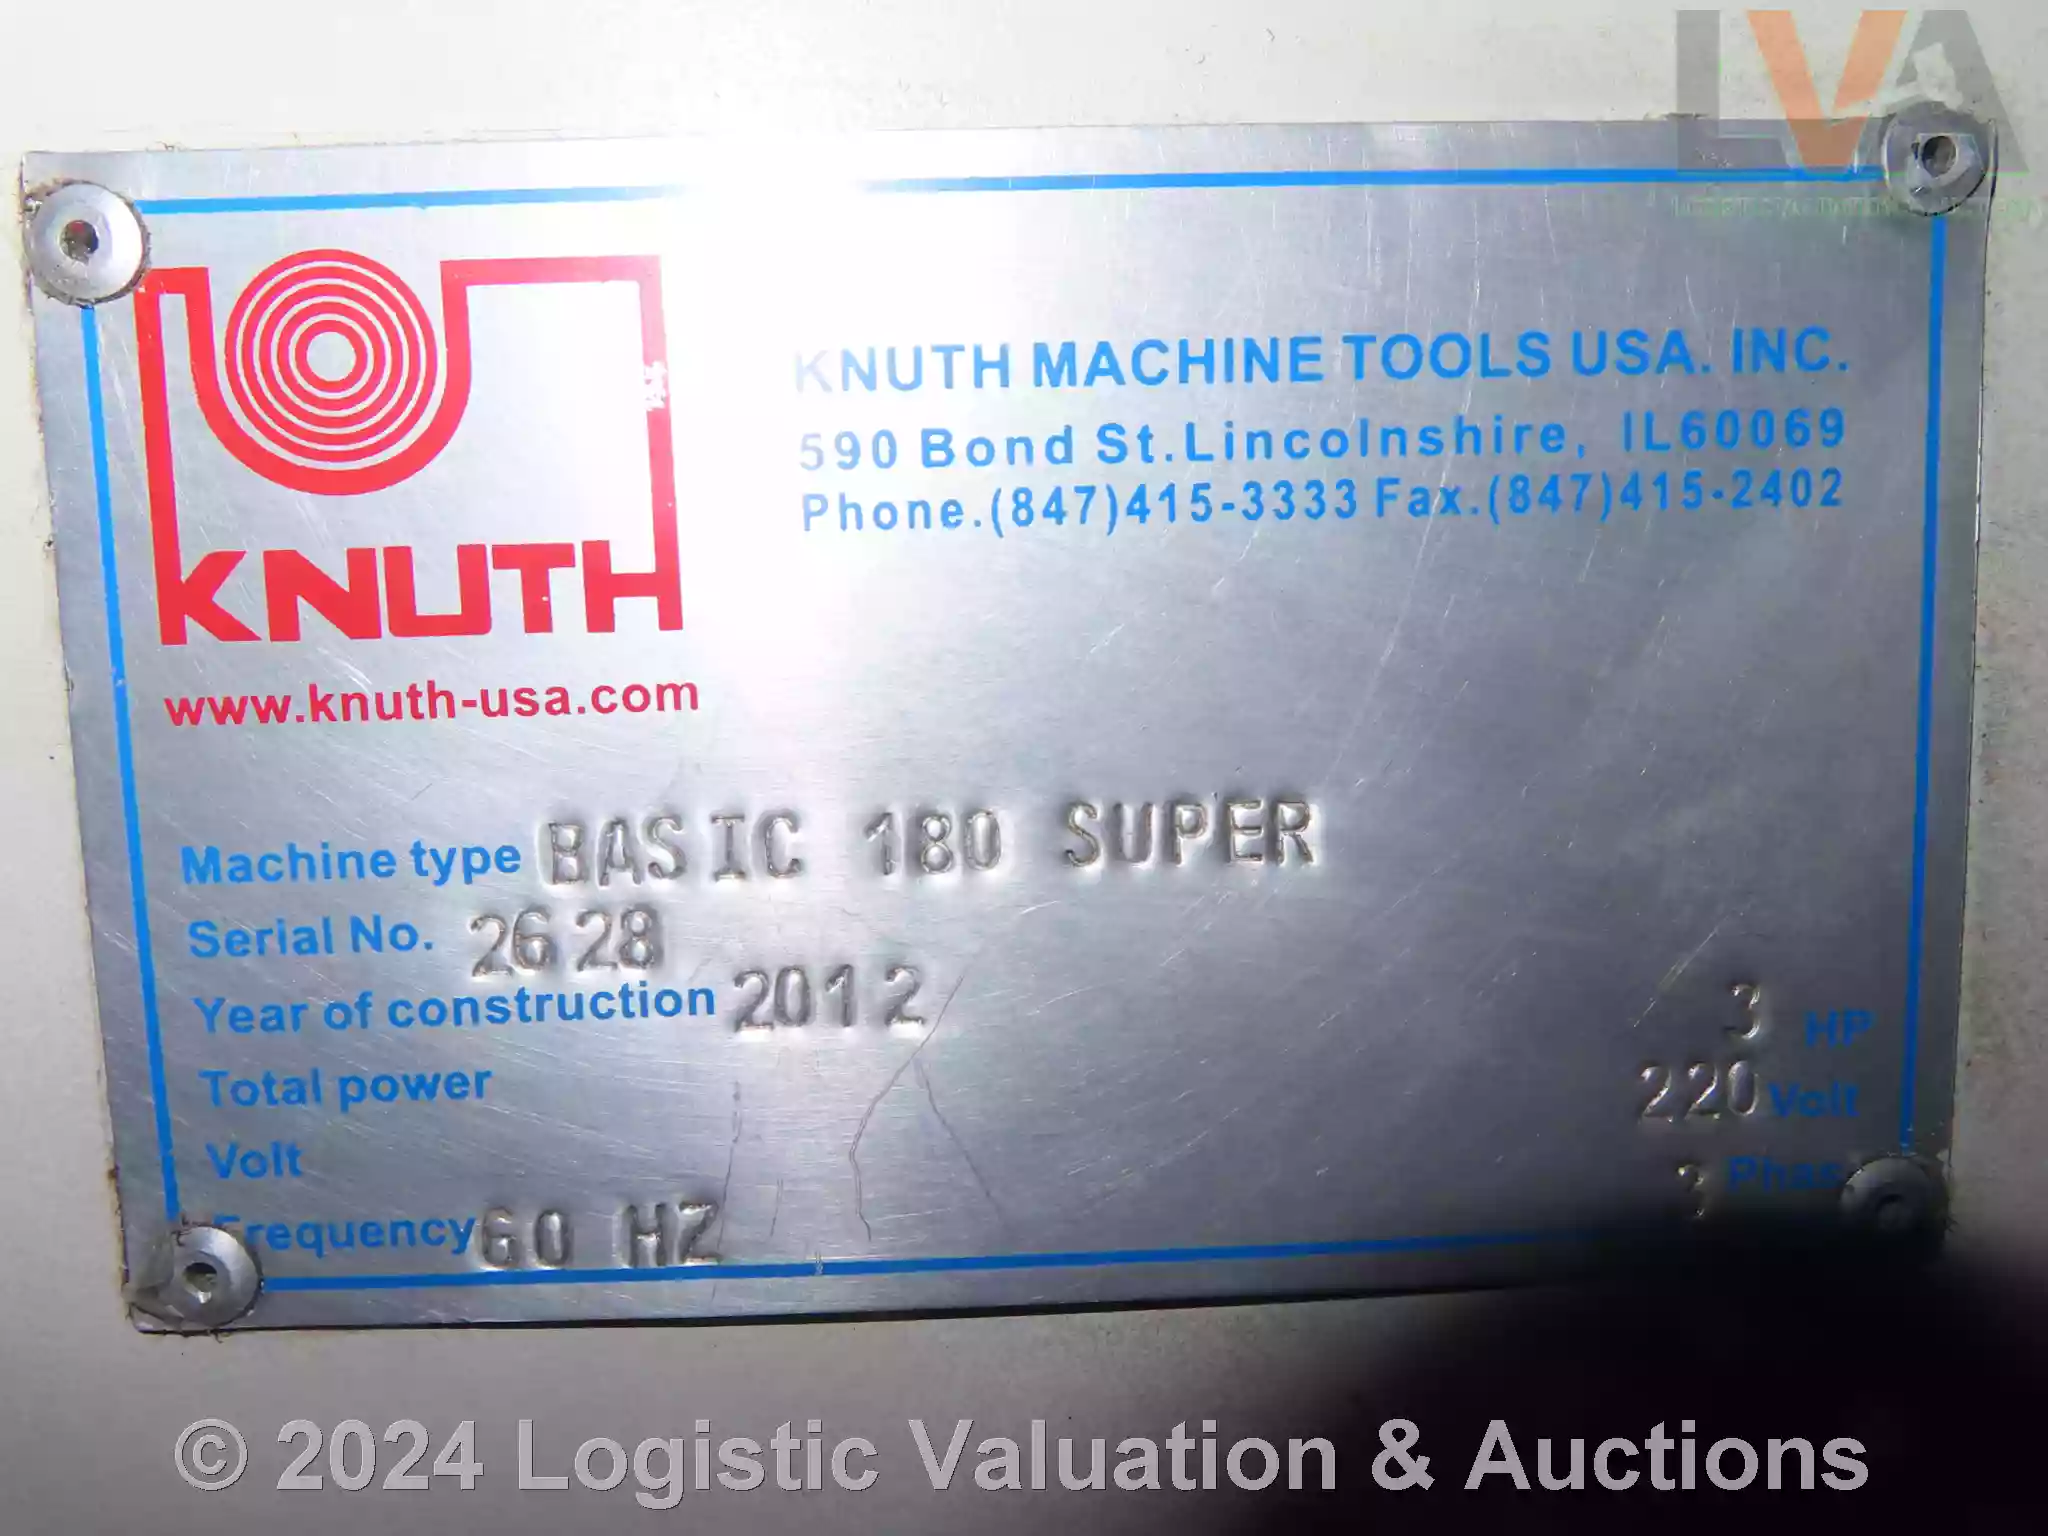 LVA
KNUTH
www.knuth-usa.com
KNUTH MACHINE TOOLS USA. INC.
590 Bond St.Lincolnshire, IL60069
Phone.(847)415-3333 Fax.(847)415-2402
Machine type BASIC 180 SUPER
Serial No. 2628
Year of construction 2012
Total power 3 HP
Volt 220 Volt
Frequency 60 HZ 3 Phase
© 2024 Logistic Valuation & Auctions